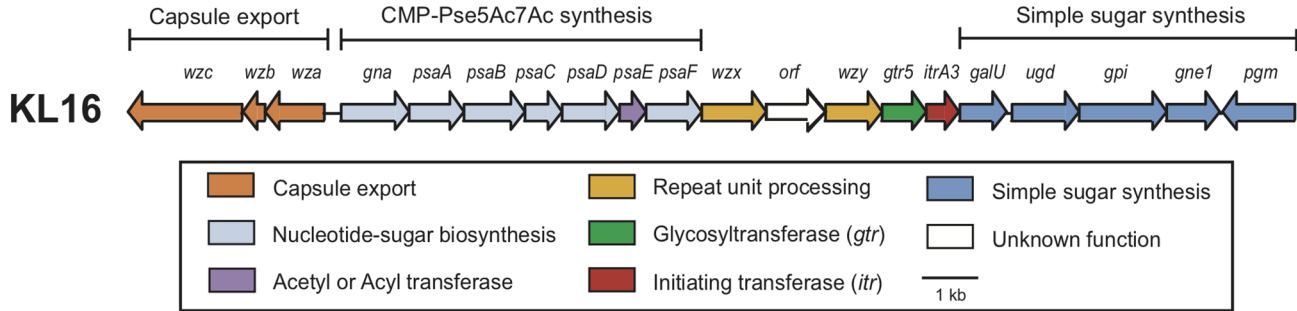 Capsule export CMP-Pse5Ac7Ac synthesis Simple sugar synthesis
wzc wzb wza gna psaA psaB psaC psaD psaE psaF wzx orf wzy gtr5 itrA3 galU ugd gpi gne1 pgm
KL16
Capsule export Repeat unit processing Simple sugar synthesis
Nucleotide-sugar biosynthesis Glycosyltransferase (gtr) Unknown function
Acetyl or Acyl transferase Initiating transferase (itr) 1 kb